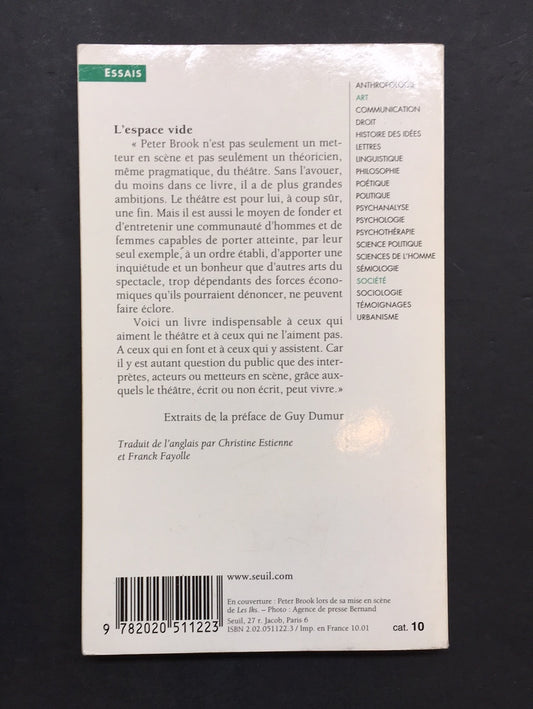 ESSAIS
L'espace vide
« Peter Brook n'est pas seulement un met-
teur en scène et pas seulement un théoricien,
même pragmatique, du théâtre. Sans l'avouer,
du moins dans ce livre, il a de plus grandes
ambitions. Le théâtre est pour lui, à coup sûr,
une fin. Mais il est aussi le moyen de fonder et
d'entretenir une communauté d'hommes et de
femmes capables de porter atteinte, par leur
seul exemple, à un ordre établi, d'apporter une
inquiétude et un bonheur que d'autres arts du
spectacle, trop dépendants des forces écono-
miques qu'ils pourraient dénoncer, ne peuvent
faire éclore.
Voici un livre indispensable à ceux qui
aiment le théâtre et à ceux qui ne l'aiment pas.
A ceux qui en font et à ceux qui y assistent. Car
il y est autant question du public que des inter-
prètes, acteurs ou metteurs en scène, grâce aux-
quels le théâtre, écrit ou non écrit, peut vivre.»
Extraits de la préface de Guy Dumur
Traduit de l'anglais par Christine Estienne
et Franck Fayolle
ANTHROPOLOGIE
ART
COMMUNICATION
DROIT
HISTOIRE DES IDÉES
LETTRES
LINGUISTIQUE
PHILOSOPHIE
POÉTIQUE
POLITIQUE
PSYCHANALYSE
PSYCHOLOGIE
PSYCHOTHÉRAPIE
SCIENCE POLITIQUE
SCIENCES DE L'HOMME
SÉMIOLOGIE
SOCIÉTÉ
SOCIOLOGIE
TÉMOIGNAGES
URBANISME
www.seuil.com
En couverture : Peter Brook lors de sa mise en scène
de Les Iks. – Photo : Agence de presse Bernand
Seuil, 27 r. Jacob, Paris 6
ISBN 2.02.051122.3 / Imp. en France 10.01
cat. 10
9 782020 511223